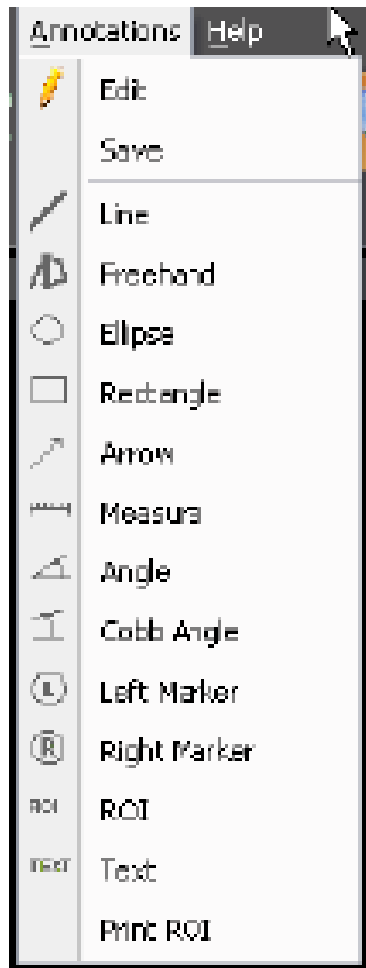 Annotations Help
Edit
Save
Line
Freehand
Ellipse
Rectangle
Arrow
Measure
Angle
Cobb Angle
L Left Marker
R Right Marker
ROI ROI
TEXT Text
Print ROI